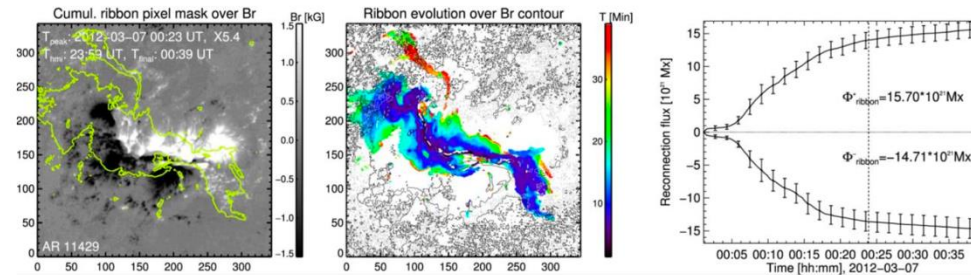 Cumul. ribbon pixel mask over Br
Br [kG]
T_peak: 2012-03-07 00:23 UT, X5.4
T_hmi: 23:59 UT, T_final: 00:39 UT
300
250
200
150
100
50
0
0 50 100 150 200 250 300
AR 11429
1.0
0.5
0.0
-0.5
-1.0
-1.5
Ribbon evolution over Br contour
T [Min]
300
250
200
150
100
50
0
0 50 100 150 200 250 300
30
20
10
0
Reconnection flux [10²¹ Mx]
15
10
5
0
-5
-10
-15
Φ⁺ribbon=15.70*10²¹Mx
Φ⁻ribbon=-14.71*10²¹Mx
00:05 00:10 00:15 00:20 00:25 00:30 00:35
Time [hh:mm], 2012-03-07